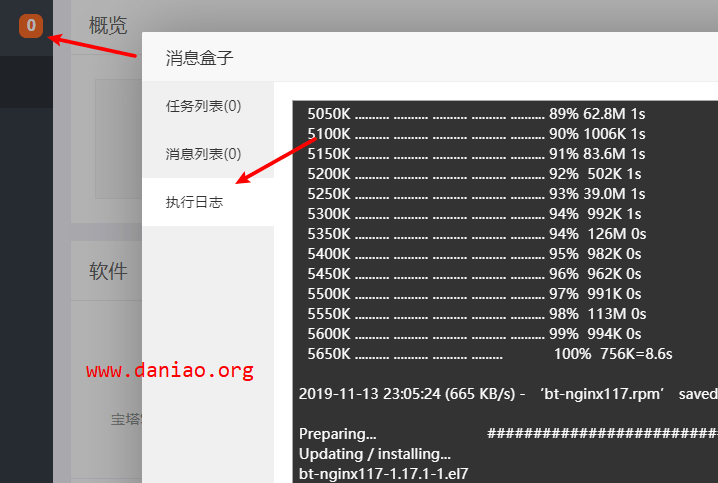 0
概览
消息盒子
任务列表(0)
消息列表(0)
执行日志
5050K .......... .......... .......... .......... .......... 89% 62.8M 1s
5100K .......... .......... .......... .......... .......... 90% 1006K 1s
5150K .......... .......... .......... .......... .......... 91% 83.6M 1s
5200K .......... .......... .......... .......... .......... 92% 502K 1s
5250K .......... .......... .......... .......... .......... 93% 39.0M 1s
5300K .......... .......... .......... .......... .......... 94% 992K 1s
5350K .......... .......... .......... .......... .......... 94% 126M 0s
5400K .......... .......... .......... .......... .......... 95% 982K 0s
5450K .......... .......... .......... .......... .......... 96% 962K 0s
5500K .......... .......... .......... .......... .......... 97% 991K 0s
5550K .......... .......... .......... .......... .......... 98% 113M 0s
5600K .......... .......... .......... .......... .......... 99% 994K 0s
5650K .......... .......... .......... ......... 100% 756K=8.6s
2019-11-13 23:05:24 (665 KB/s) - ‘bt-nginx117.rpm’ saved
Preparing... ##########################
Updating / installing...
bt-nginx117-1.17.1-1.el7
软件
www.daniao.org
宝塔